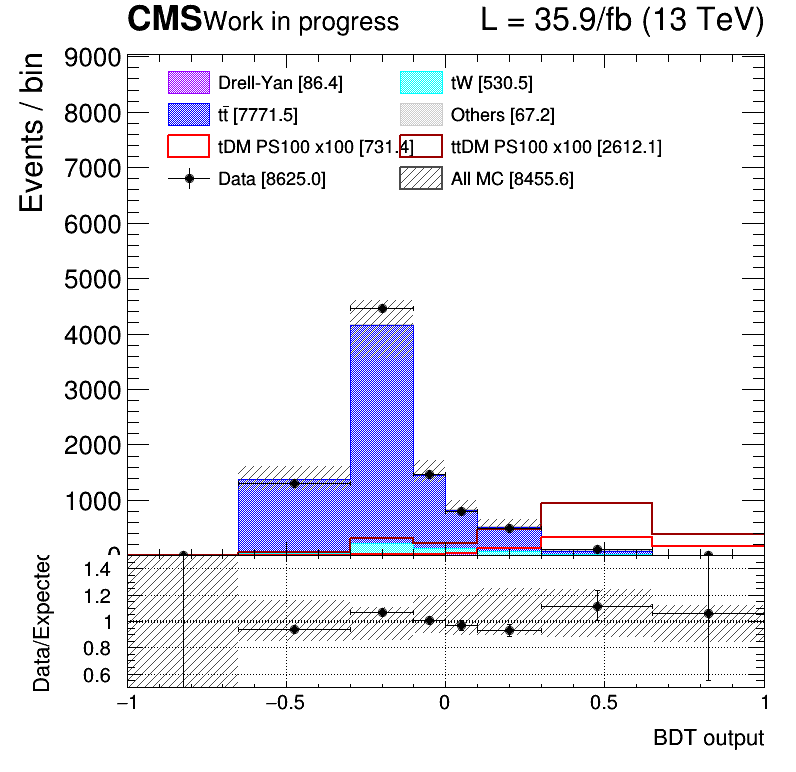 CMS Work in progress L = 35.9/fb (13 TeV)
Events / bin
9000
8000
7000
6000
5000
4000
3000
2000
1000
0
Drell-Yan [86.4] tW [530.5]
tt̄ [7771.5] Others [67.2]
tDM PS100 x100 [731.4] ttDM PS100 x100 [2612.1]
Data [8625.0] All MC [8455.6]
Data/Expected
1.4
1.2
1
0.8
0.6
−1 −0.5 0 0.5 1
BDT output